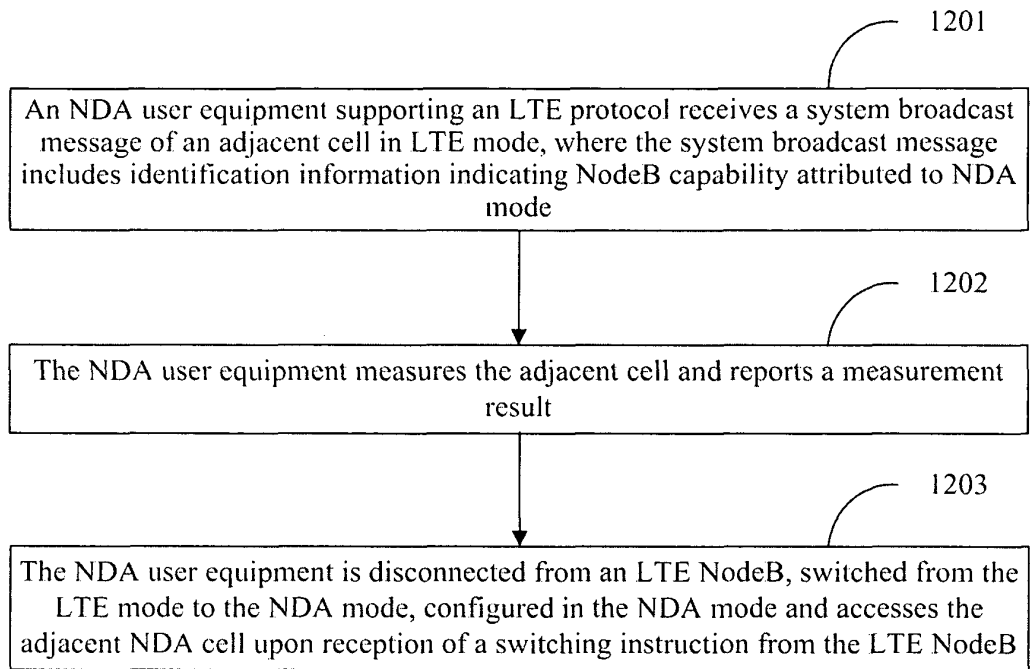 1201
An NDA user equipment supporting an LTE protocol receives a system broadcast
message of an adjacent cell in LTE mode, where the system broadcast message
includes identification information indicating NodeB capability attributed to NDA
mode
1202
The NDA user equipment measures the adjacent cell and reports a measurement
result
1203
The NDA user equipment is disconnected from an LTE NodeB, switched from the
LTE mode to the NDA mode, configured in the NDA mode and accesses the
adjacent NDA cell upon reception of a switching instruction from the LTE NodeB